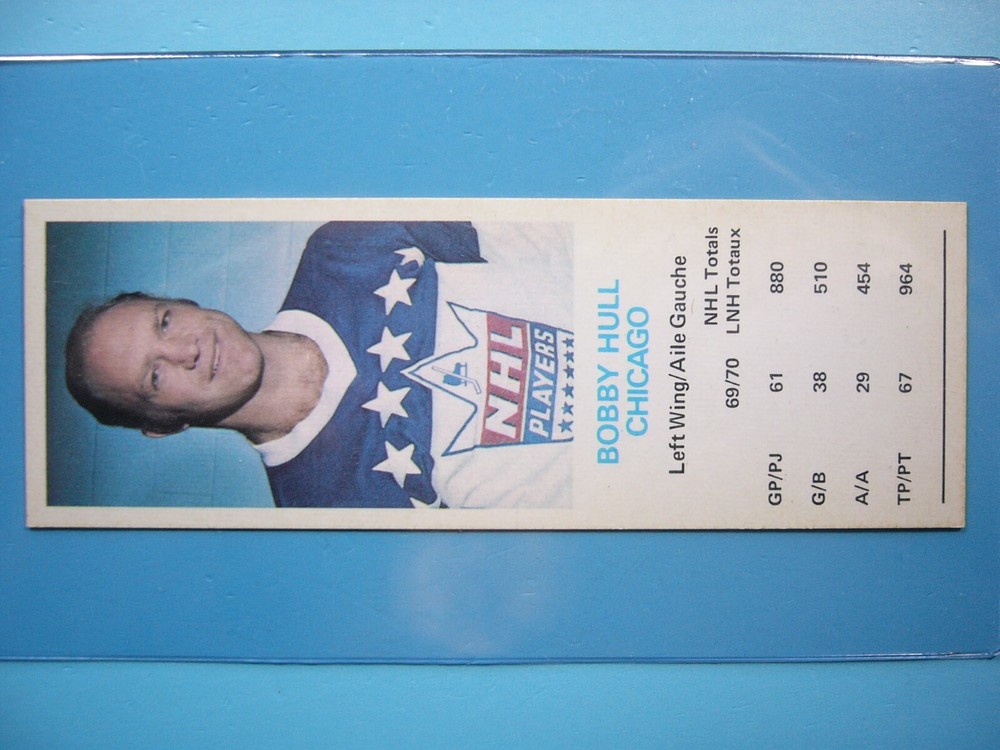 NHL
PLAYERS
BOBBY HULL
CHICAGO
Left Wing/Aile Gauche
NHL Totals
69/70 LNH Totaux
GP/PJ 61 880
G/B 38 510
A/A 29 454
TP/PT 67 964